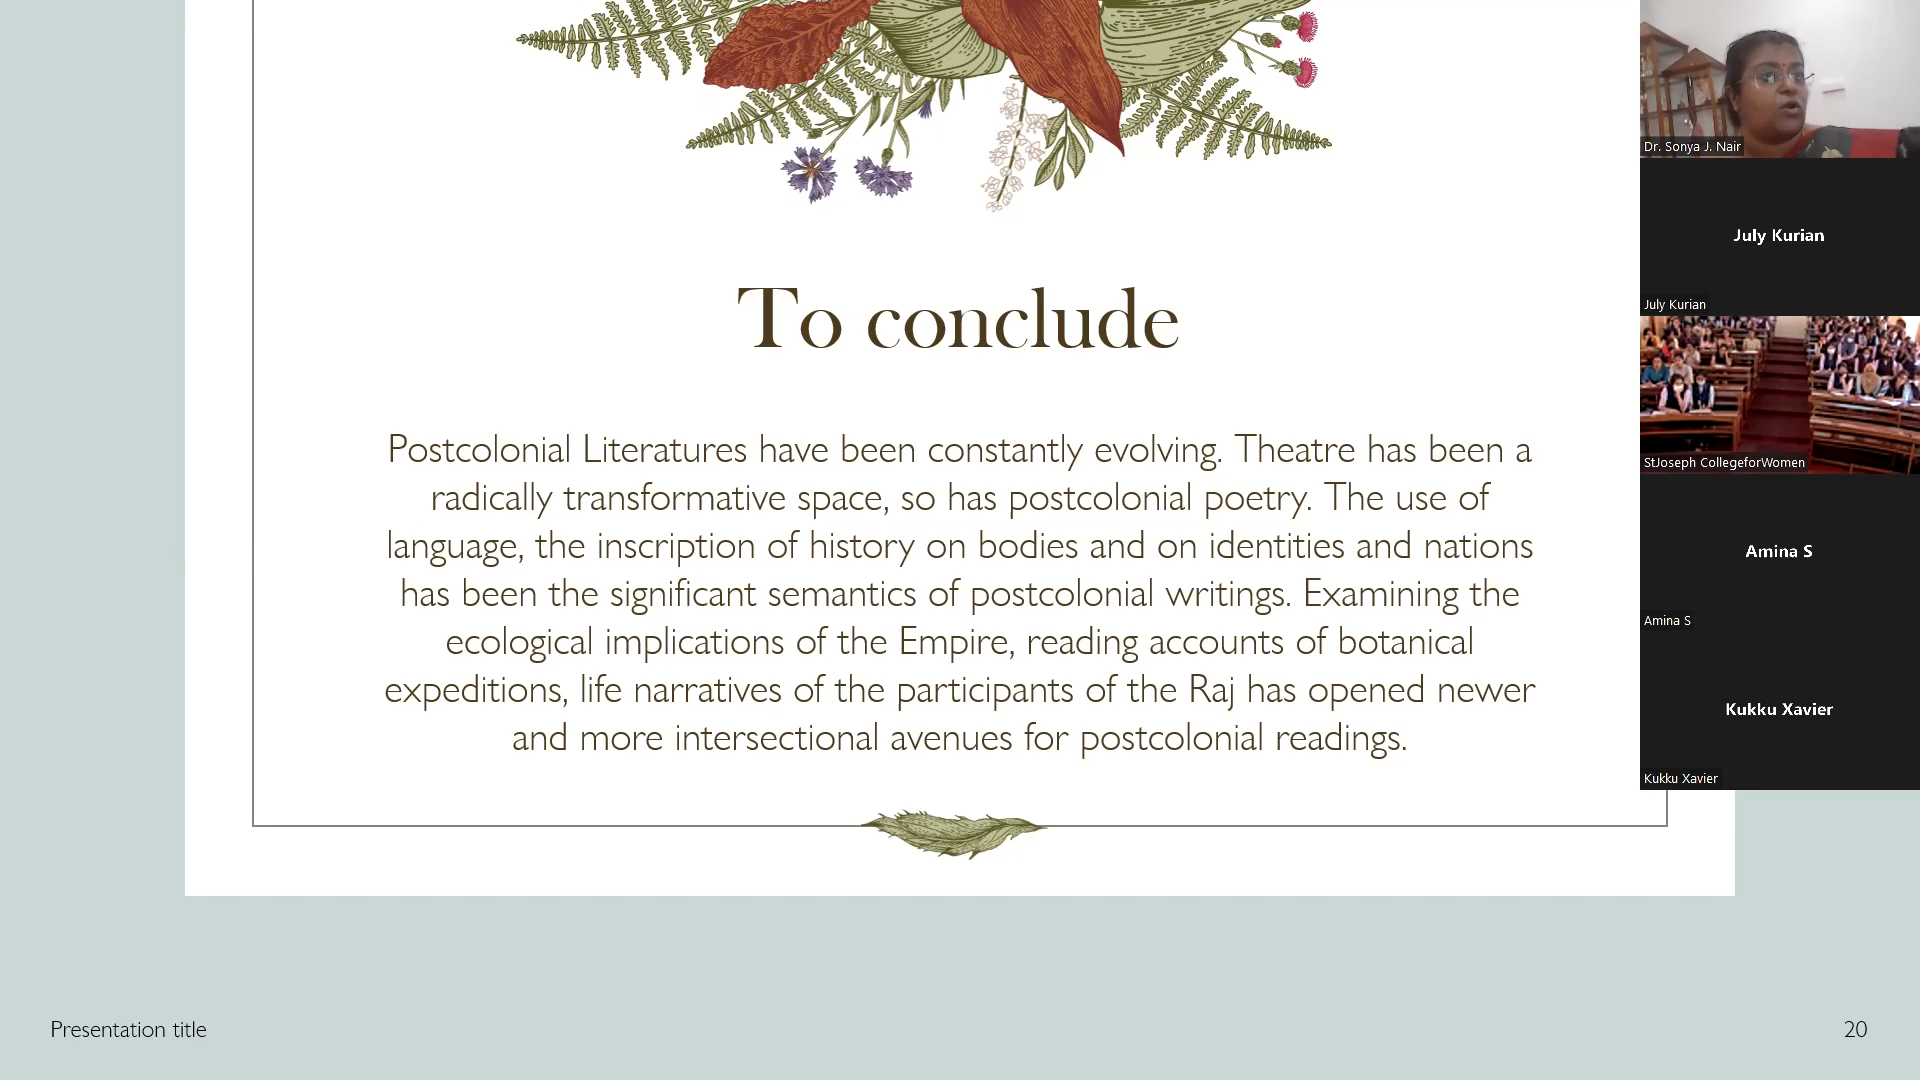 To conclude
Postcolonial Literatures have been constantly evolving. Theatre has been a
radically transformative space, so has postcolonial poetry. The use of
language, the inscription of history on bodies and on identities and nations
has been the significant semantics of postcolonial writings. Examining the
ecological implications of the Empire, reading accounts of botanical
expeditions, life narratives of the participants of the Raj has opened newer
and more intersectional avenues for postcolonial readings.
Presentation title
20
Dr. Sonya J. Nair
July Kurian
July Kurian
StJoseph CollegeforWomen
Amina S
Amina S
Kukku Xavier
Kukku Xavier